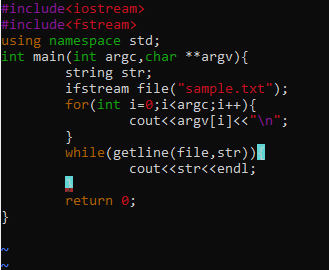 #include<iostream>
#include<fstream>
using namespace std;
int main(int argc,char **argv){
        string str;
        ifstream file("sample.txt");
        for(int i=0;i<argc;i++){
                cout<<argv[i]<<"\n";
        }
        while(getline(file,str)){
                cout<<str<<endl;
        }
        return 0;
}

~
~